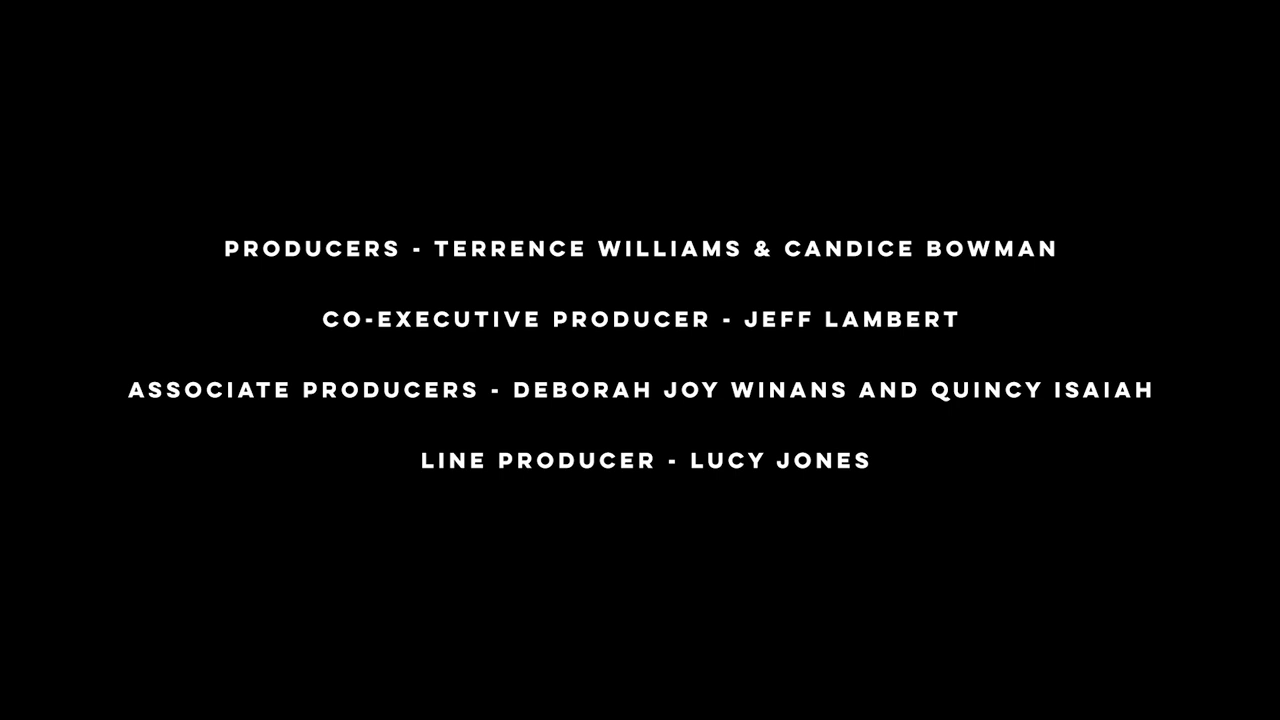 PRODUCERS - TERRENCE WILLIAMS & CANDICE BOWMAN
CO-EXECUTIVE PRODUCER - JEFF LAMBERT
ASSOCIATE PRODUCERS - DEBORAH JOY WINANS AND QUINCY ISAIAH
LINE PRODUCER - LUCY JONES